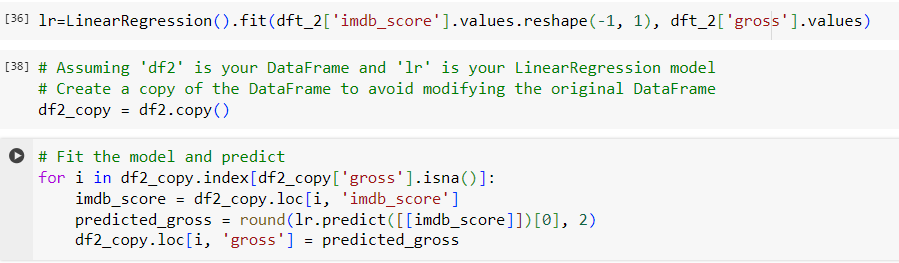 [36] lr=LinearRegression().fit(dft_2['imdb_score'].values.reshape(-1, 1), dft_2['gross'].values)
[38] # Assuming 'df2' is your DataFrame and 'lr' is your LinearRegression model
# Create a copy of the DataFrame to avoid modifying the original DataFrame
df2_copy = df2.copy()
# Fit the model and predict
for i in df2_copy.index[df2_copy['gross'].isna()]:
    imdb_score = df2_copy.loc[i, 'imdb_score']
    predicted_gross = round(lr.predict([[imdb_score]])[0], 2)
    df2_copy.loc[i, 'gross'] = predicted_gross